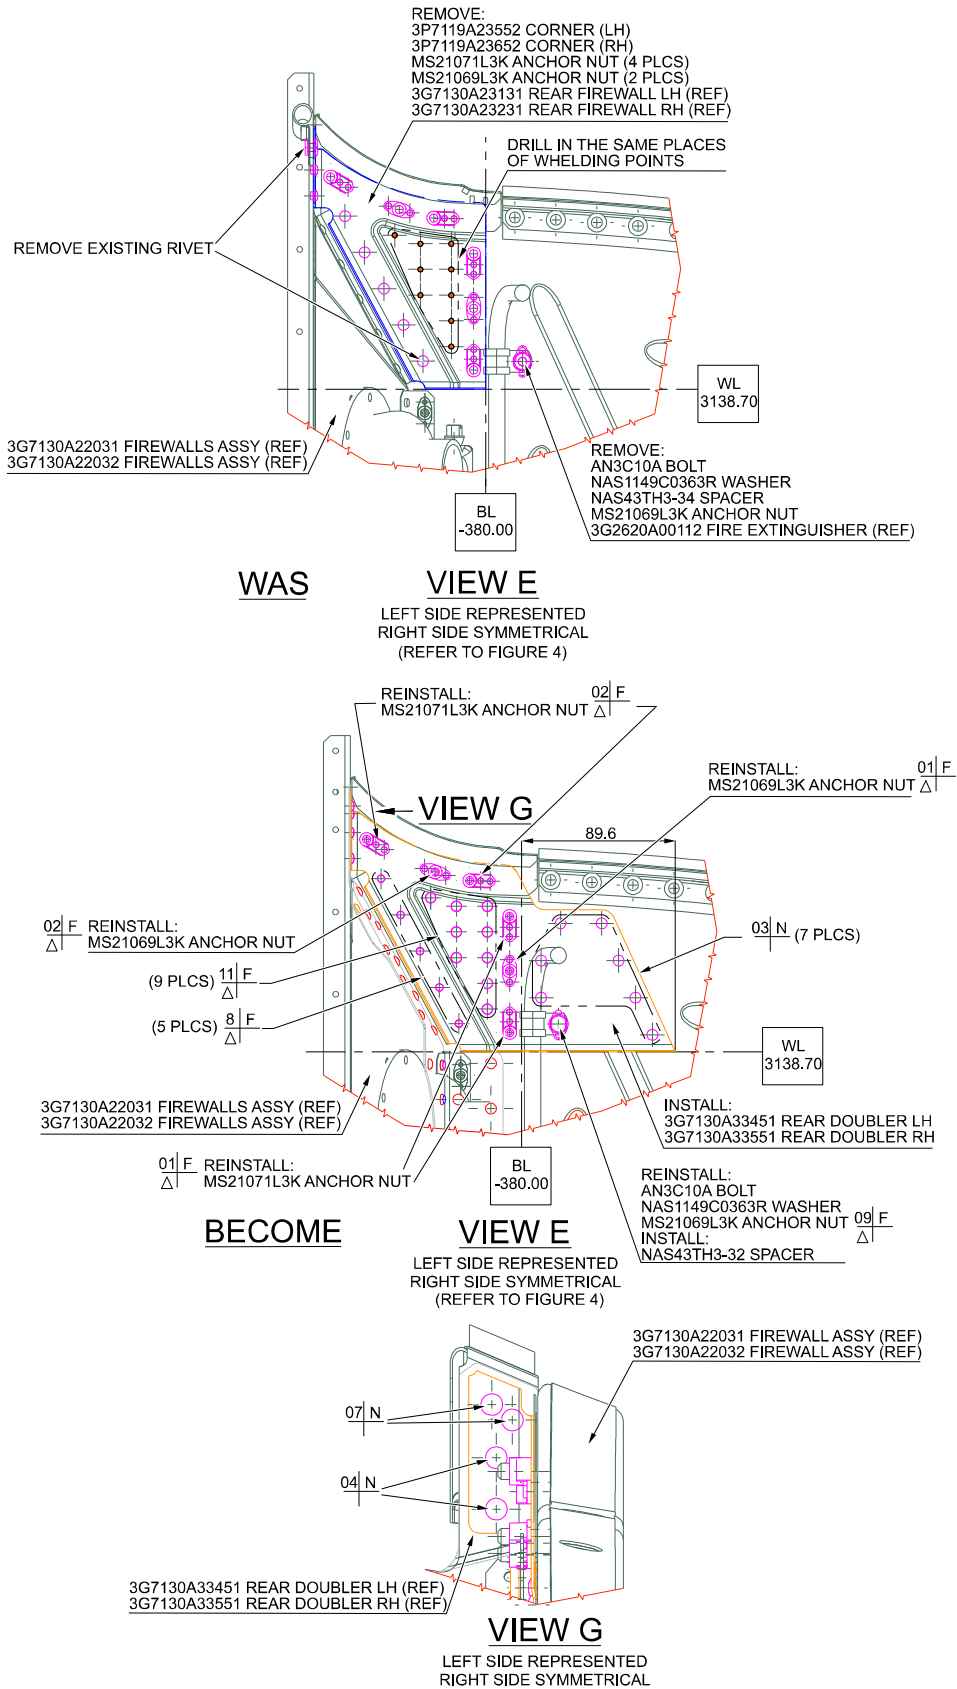 REMOVE:
3P7119A23552 CORNER (LH)
3P7119A23652 CORNER (RH)
MS21071L3K ANCHOR NUT (4 PLCS)
MS21069L3K ANCHOR NUT (2 PLCS)
3G7130A23131 REAR FIREWALL LH (REF)
3G7130A23231 REAR FIREWALL RH (REF)
DRILL IN THE SAME PLACES
OF WHELDING POINTS
REMOVE EXISTING RIVET
WL
3138.70
3G7130A22031 FIREWALLS ASSY (REF)
3G7130A22032 FIREWALLS ASSY (REF)
REMOVE:
AN3C10A BOLT
NAS1149C0363R WASHER
NAS43TH3-34 SPACER
MS21069L3K ANCHOR NUT
3G2620A00112 FIRE EXTINGUISHER (REF)
BL
-380.00
WAS
VIEW E
LEFT SIDE REPRESENTED
RIGHT SIDE SYMMETRICAL
(REFER TO FIGURE 4)
REINSTALL:
MS21071L3K ANCHOR NUT
02 F
△
REINSTALL:
MS21069L3K ANCHOR NUT
01 F
△
VIEW G
89.6
02 F
△
REINSTALL:
MS21069L3K ANCHOR NUT
03 N (7 PLCS)
(9 PLCS) 11 F
△
(5 PLCS) 8 F
△
WL
3138.70
3G7130A22031 FIREWALLS ASSY (REF)
3G7130A22032 FIREWALLS ASSY (REF)
INSTALL:
3G7130A33451 REAR DOUBLER LH
3G7130A33551 REAR DOUBLER RH
01 F
△
REINSTALL:
MS21071L3K ANCHOR NUT
BL
-380.00
REINSTALL:
AN3C10A BOLT
NAS1149C0363R WASHER
MS21069L3K ANCHOR NUT
09 F
△
INSTALL:
NAS43TH3-32 SPACER
BECOME
VIEW E
LEFT SIDE REPRESENTED
RIGHT SIDE SYMMETRICAL
(REFER TO FIGURE 4)
3G7130A22031 FIREWALL ASSY (REF)
3G7130A22032 FIREWALL ASSY (REF)
07 N
04 N
3G7130A33451 REAR DOUBLER LH (REF)
3G7130A33551 REAR DOUBLER RH (REF)
VIEW G
LEFT SIDE REPRESENTED
RIGHT SIDE SYMMETRICAL